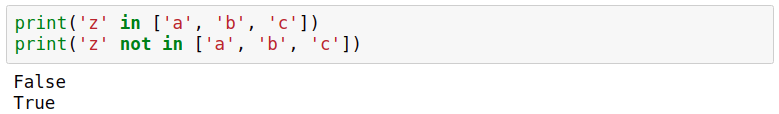 print('z' in ['a', 'b', 'c'])
print('z' not in ['a', 'b', 'c'])
False
True